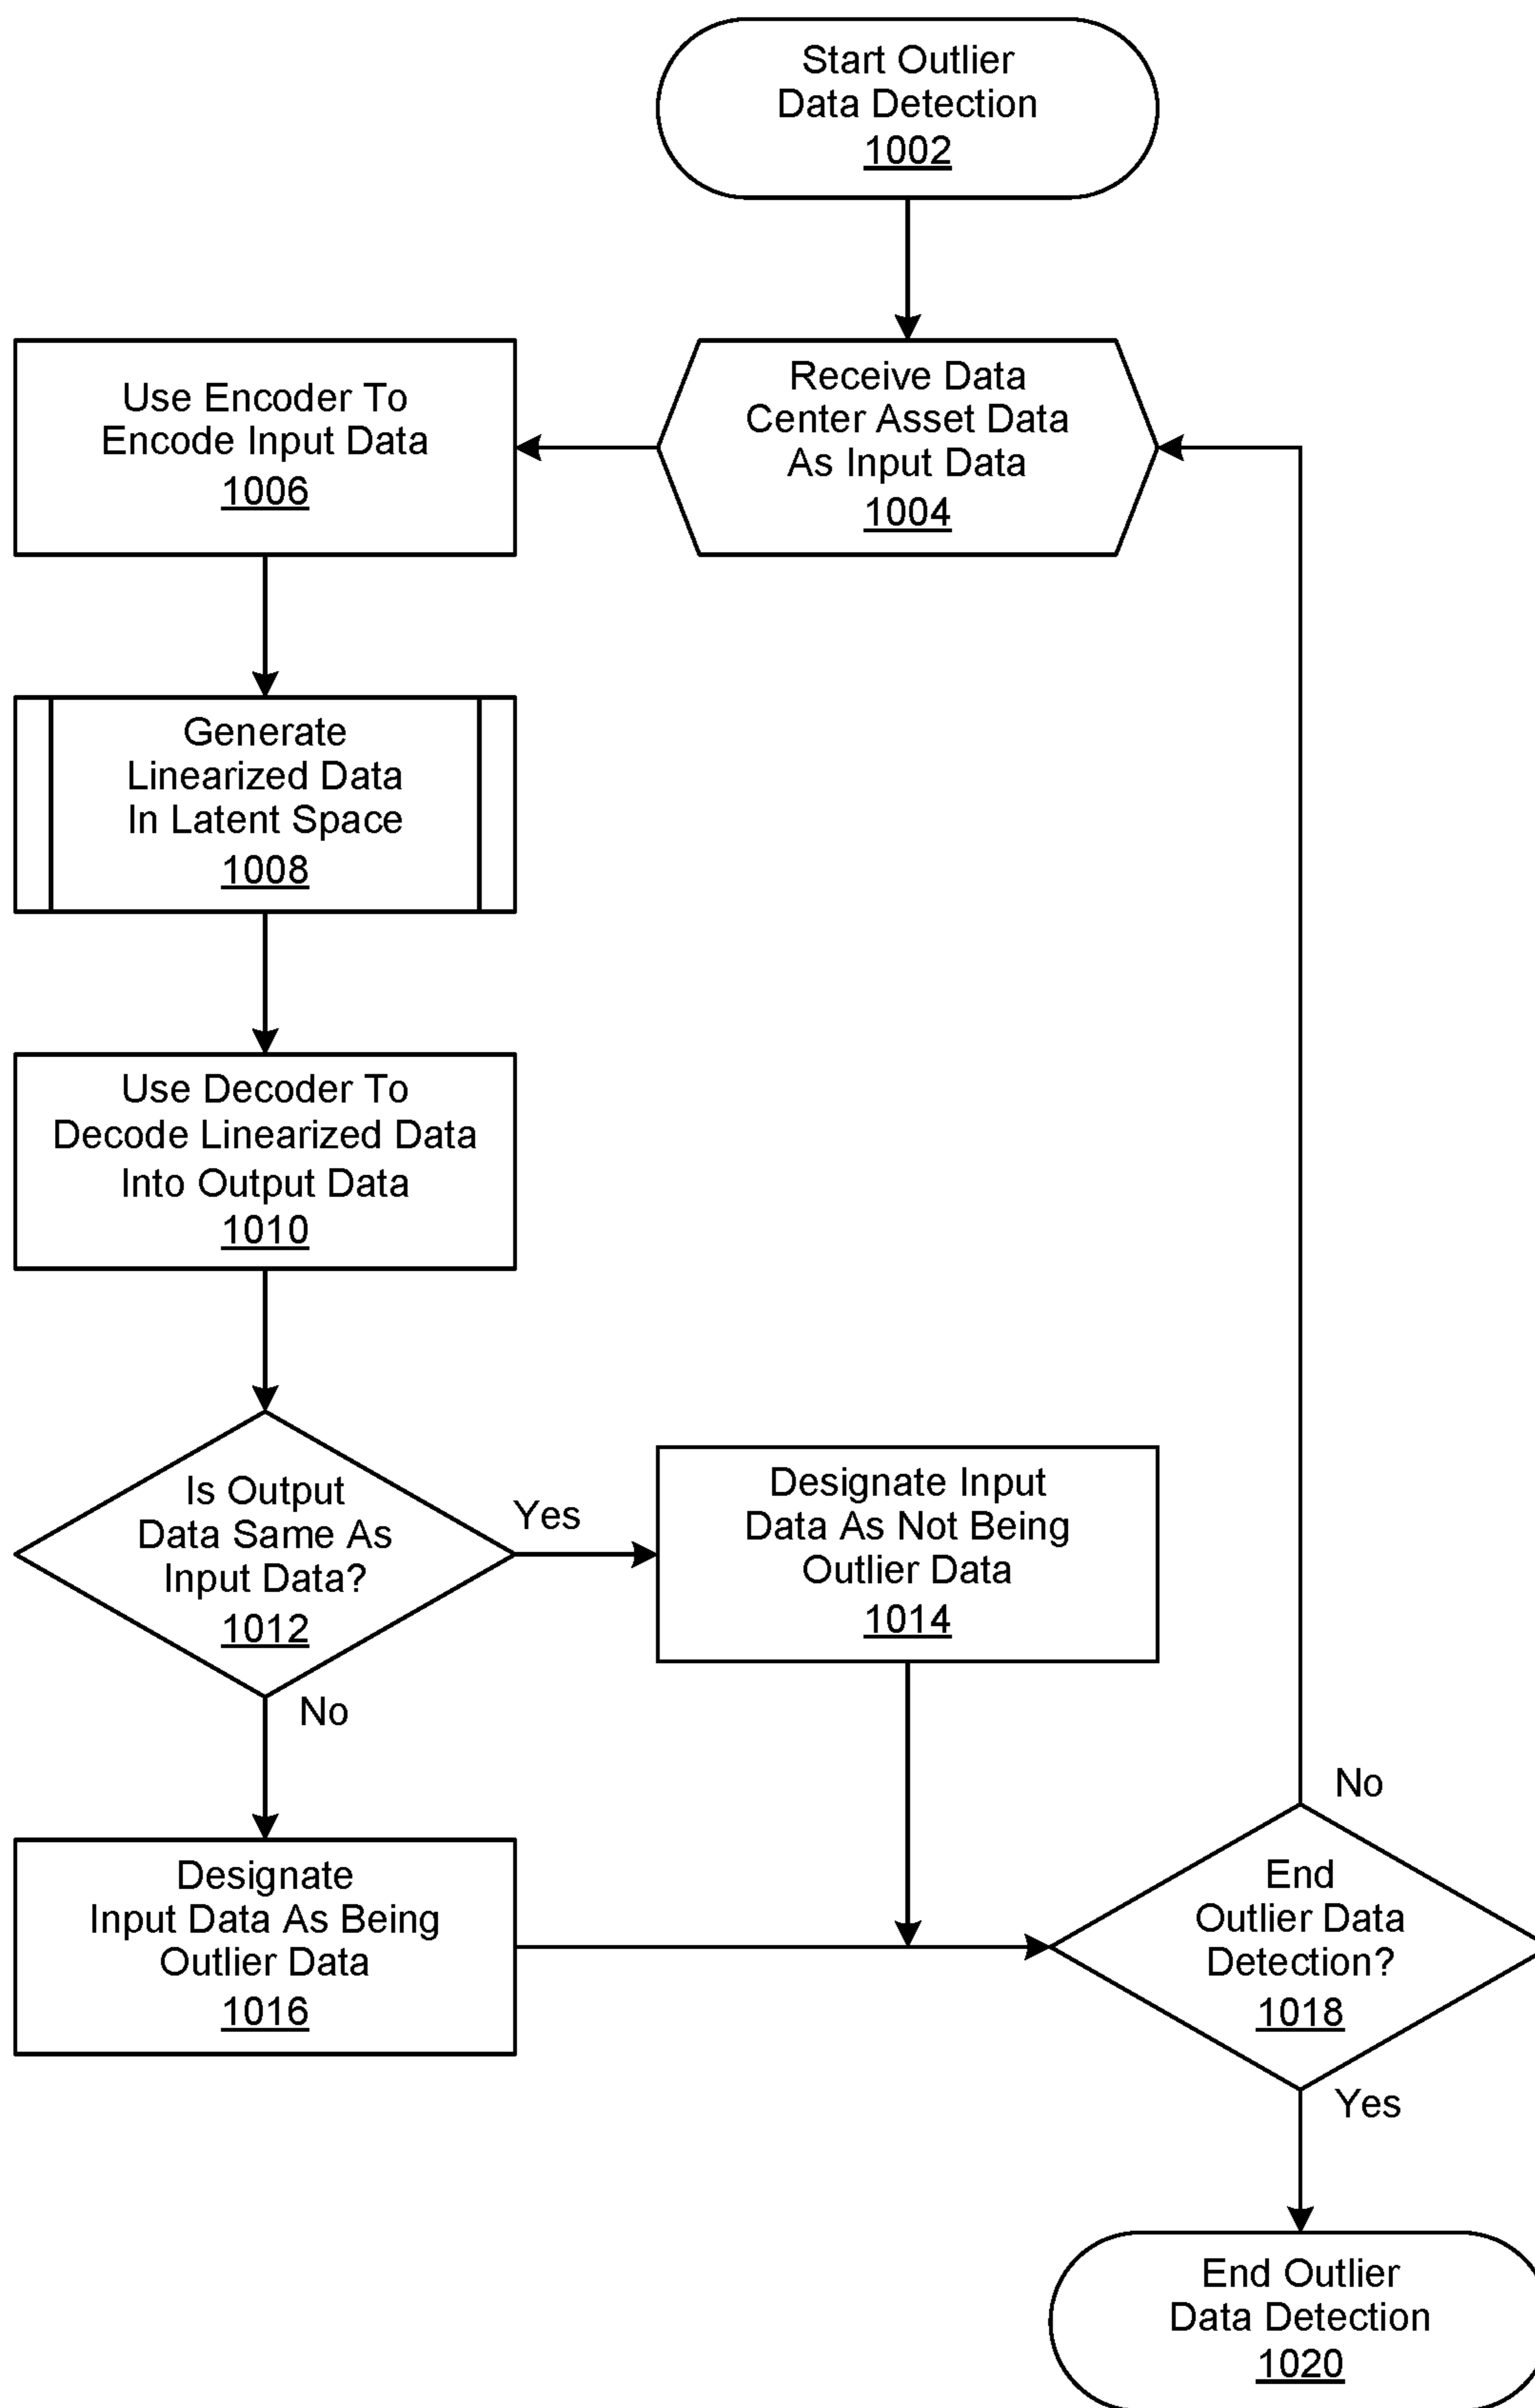 Start Outlier
Data Detection
1002
Receive Data
Center Asset Data
As Input Data
1004
Use Encoder To
Encode Input Data
1006
Generate
Linearized Data
In Latent Space
1008
Use Decoder To
Decode Linearized Data
Into Output Data
1010
Is Output
Data Same As
Input Data?
1012
Yes
No
Designate Input
Data As Not Being
Outlier Data
1014
Designate
Input Data As Being
Outlier Data
1016
End
Outlier Data
Detection?
1018
No
Yes
End Outlier
Data Detection
1020